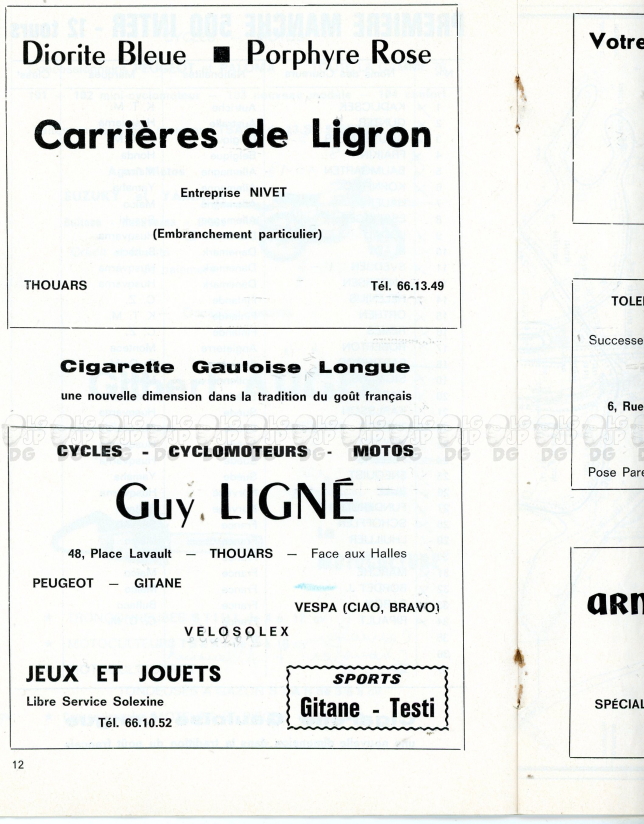 Diorite Bleue ■ Porphyre Rose
Carrières de Ligron
Entreprise NIVET
(Embranchement particulier)
THOUARS Tél. 66.13.49
Cigarette Gauloise Longue
une nouvelle dimension dans la tradition du goût français
CYCLES - CYCLOMOTEURS - MOTOS
Guy LIGNÉ
48, Place Lavault — THOUARS — Face aux Halles
PEUGEOT — GITANE
VESPA (CIAO, BRAVO)
VELOSOLEX
JEUX ET JOUETS
Libre Service Solexine
Tél. 66.10.52
SPORTS
Gitane - Testi
12
Votre
Successe
6, Rue
Pose Par
SPÉCIAL